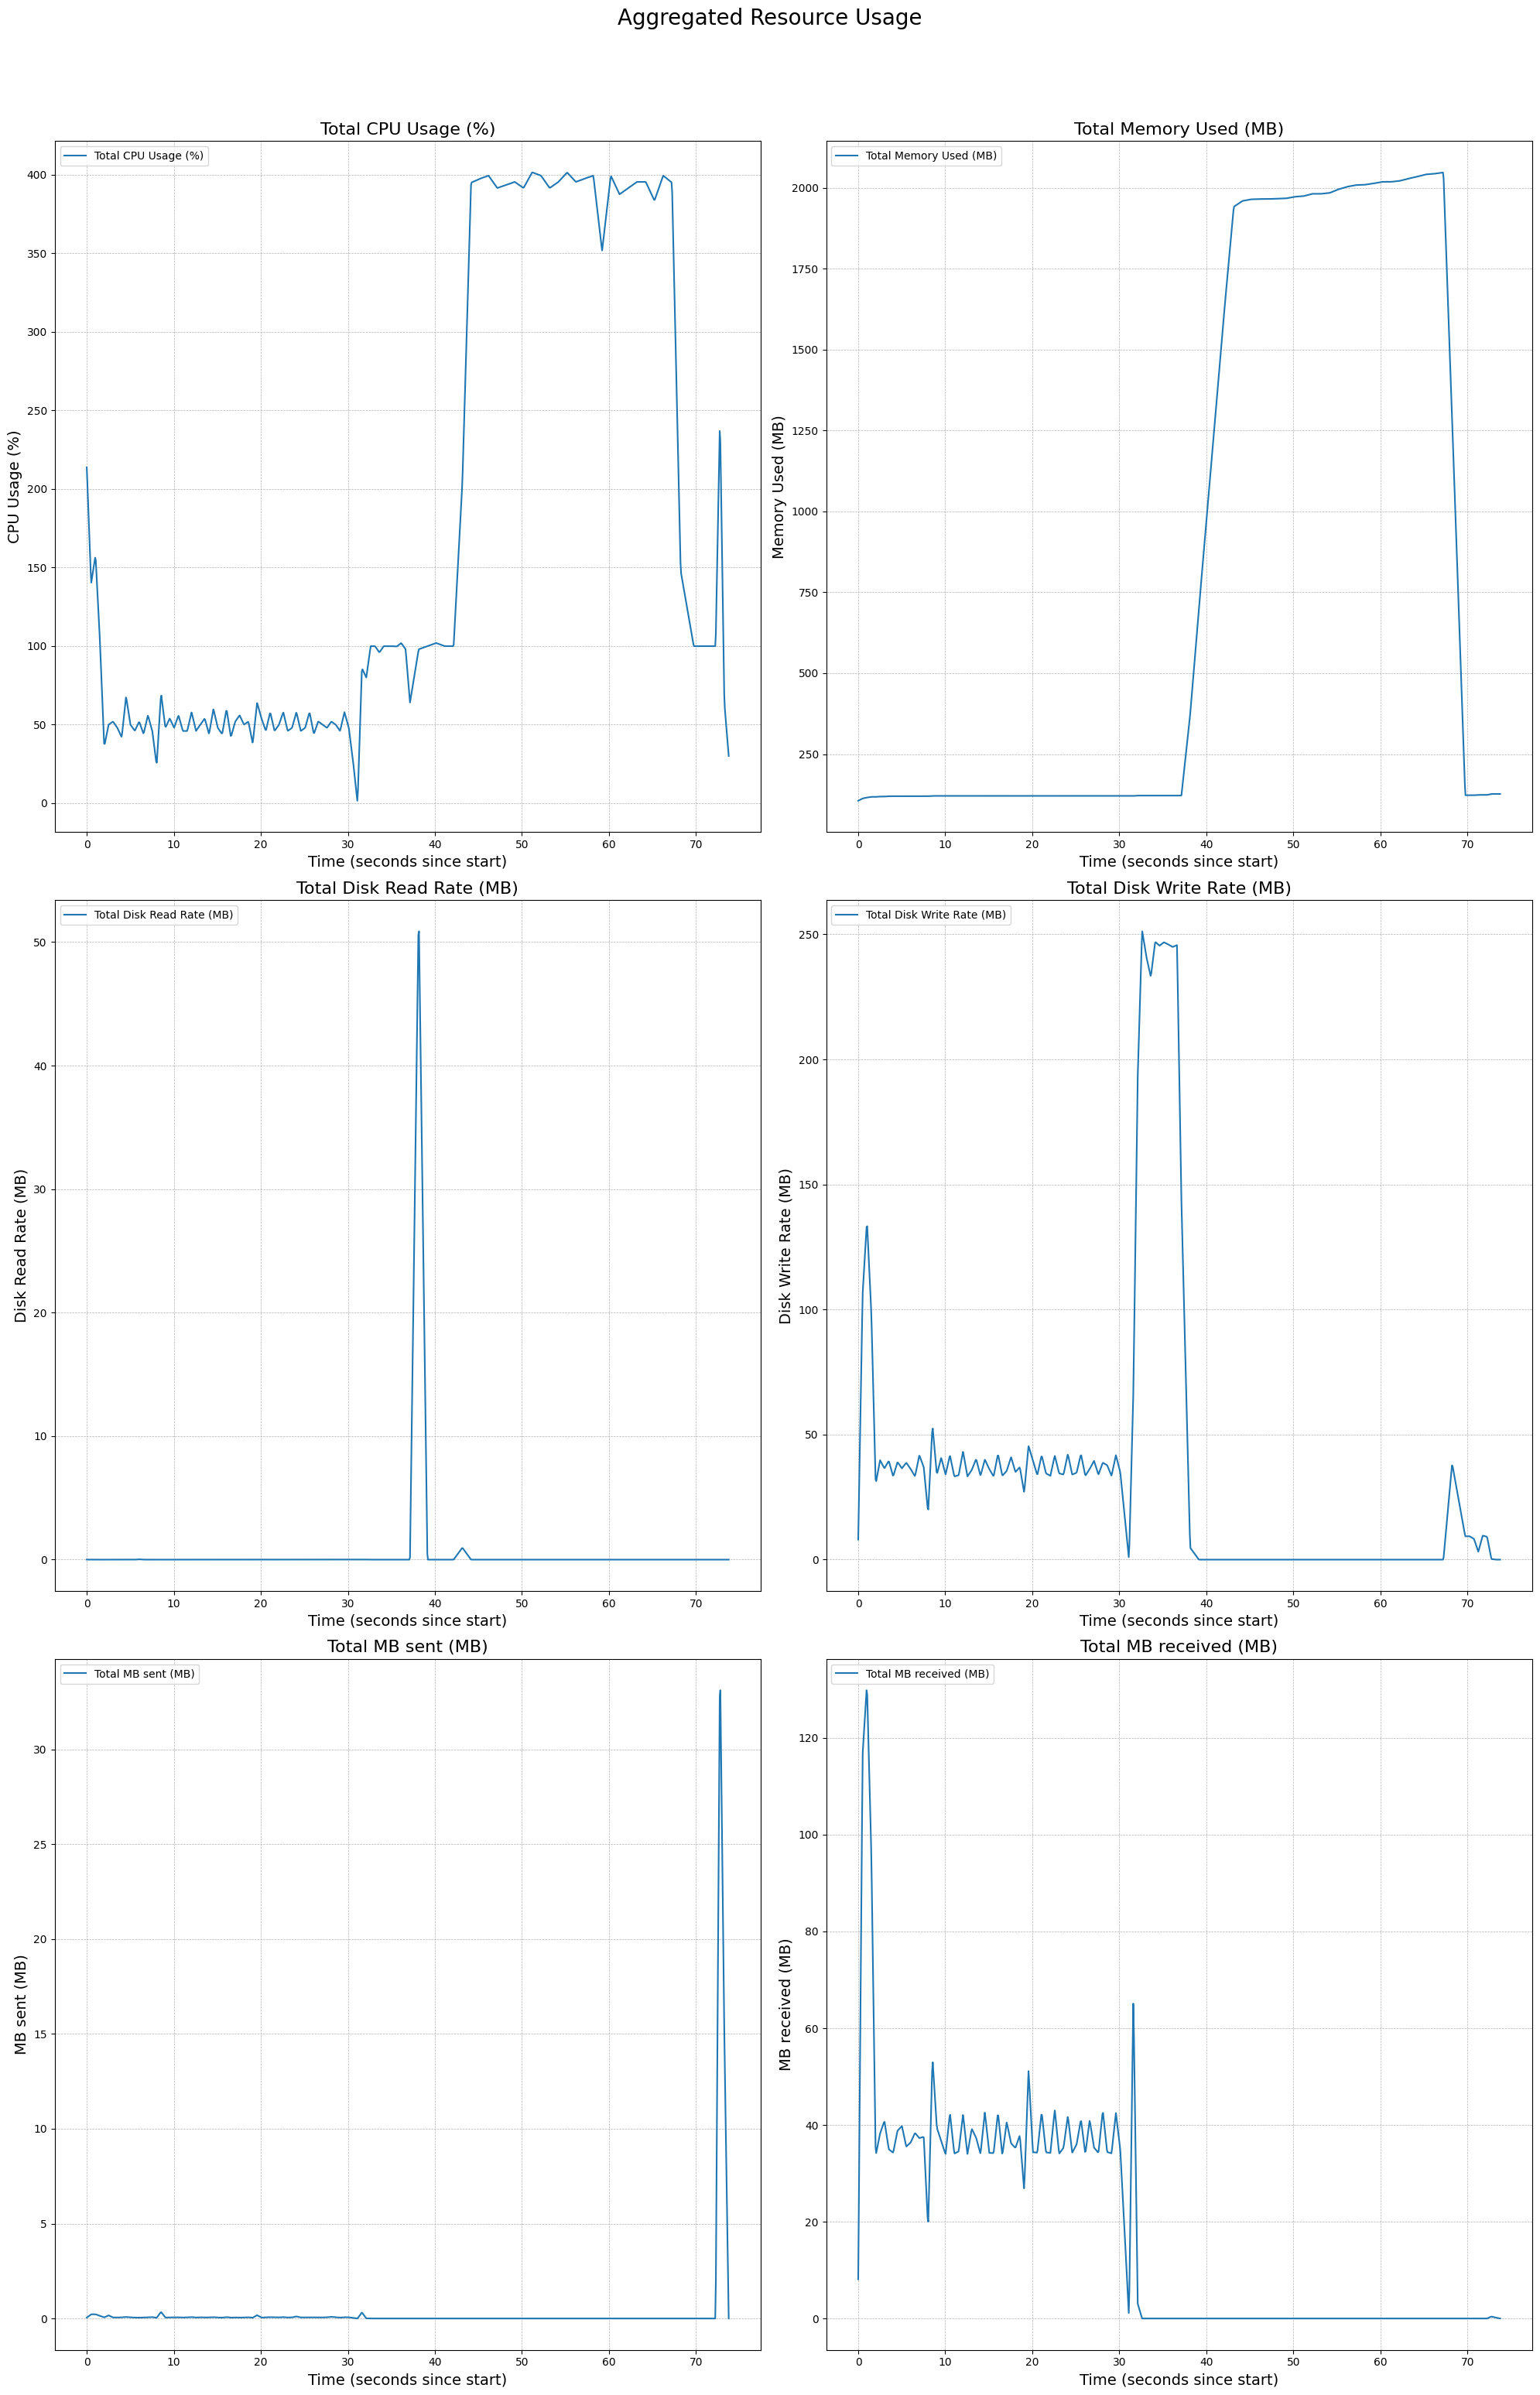 Aggregated Resource Usage
Total CPU Usage (%)
Total CPU Usage (%)
CPU Usage (%)
400
350
300
250
200
150
100
50
0
0 10 20 30 40 50 60 70
Time (seconds since start)
Total Memory Used (MB)
Total Memory Used (MB)
Memory Used (MB)
2000
1750
1500
1250
1000
750
500
250
0 10 20 30 40 50 60 70
Time (seconds since start)
Total Disk Read Rate (MB)
Total Disk Read Rate (MB)
Disk Read Rate (MB)
50
40
30
20
10
0
0 10 20 30 40 50 60 70
Time (seconds since start)
Total Disk Write Rate (MB)
Total Disk Write Rate (MB)
Disk Write Rate (MB)
250
200
150
100
50
0
0 10 20 30 40 50 60 70
Time (seconds since start)
Total MB sent (MB)
Total MB sent (MB)
MB sent (MB)
30
25
20
15
10
5
0
0 10 20 30 40 50 60 70
Time (seconds since start)
Total MB received (MB)
Total MB received (MB)
MB received (MB)
120
100
80
60
40
20
0
0 10 20 30 40 50 60 70
Time (seconds since start)